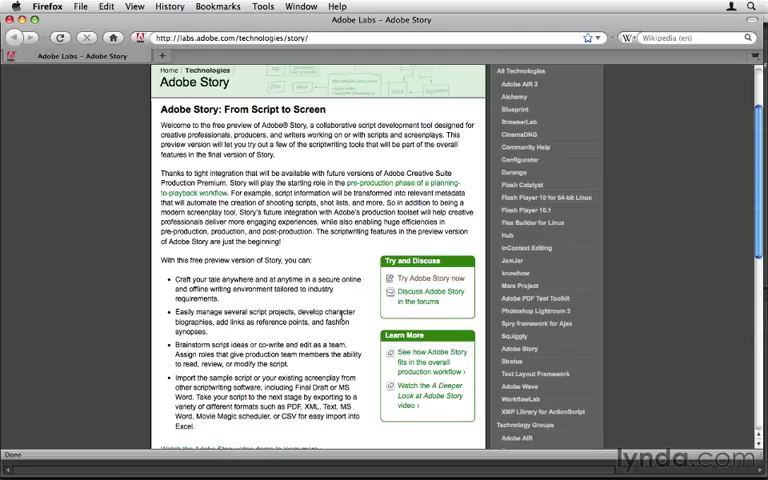 Firefox File Edit View History Bookmarks Tools Window Help
Adobe Labs - Adobe Story
http://labs.adobe.com/technologies/story/
Wikipedia (en)
Adobe Labs - Adobe Story
Home / Technologies /
Adobe Story
Adobe Story: From Script to Screen
Welcome to the free preview of Adobe® Story, a collaborative script development tool designed for
creative professionals, producers, and writers working on or with scripts and screenplays. This
preview version will let you try out a few of the scriptwriting tools that will be part of the overall
features in the final version of Story.
Thanks to tight integration that will be available with future versions of Adobe Creative Suite
Production Premium, Story will play the starting role in the pre-production phase of a planning-
to-playback workflow. For example, script information will be transformed into relevant metadata
that will automate the creation of shooting scripts, shot lists, and more. So in addition to being a
modern screenplay tool, Story's future integration with Adobe's production toolset will help creative
professionals deliver more engaging experiences, while also enabling huge efficiencies in
pre-production, production, and post-production. The scriptwriting features in the preview version
of Adobe Story are just the beginning!
With this free preview version of Story, you can:
• Craft your tale anywhere and at anytime in a secure online
and offline writing environment tailored to industry
requirements.
• Easily manage several script projects, develop character
biographies, add links as reference points, and fashion
synopses.
• Brainstorm script ideas or co-write and edit as a team.
Assign roles that give production team members the ability
to read, review, or modify the script.
• Import the sample script or your existing screenplay from
other scriptwriting software, including Final Draft or MS
Word. Take your script to the next stage by exporting to a
variety of different formats such as PDF, XML, Text, MS
Word, Movie Magic scheduler, or CSV for easy import into
Excel.
Watch the Adobe Story video demo to learn more
Try and Discuss
Try Adobe Story now
Discuss Adobe Story
in the forums
Learn More
See how Adobe Story
fits in the overall
production workflow ›
Watch the A Deeper
Look at Adobe Story
video ›
All Technologies
Adobe AIR 2
Alchemy
Blueprint
BrowserLab
CinemaDNG
Community Help
Configurator
Durango
Flash Catalyst
Flash Player 10 for 64-bit Linux
Flash Player 10.1
Flex Builder for Linux
Hub
inContext Editing
JamJar
knowhow
Mars Project
Adobe PDF Test Toolkit
Photoshop Lightroom 3
Spry framework for Ajax
Squiggly
Adobe Story
Stratus
Text Layout Framework
Adobe Wave
WorkflowLab
XMP Library for ActionScript
Technology Groups
Adobe AIR
Done
lynda.com